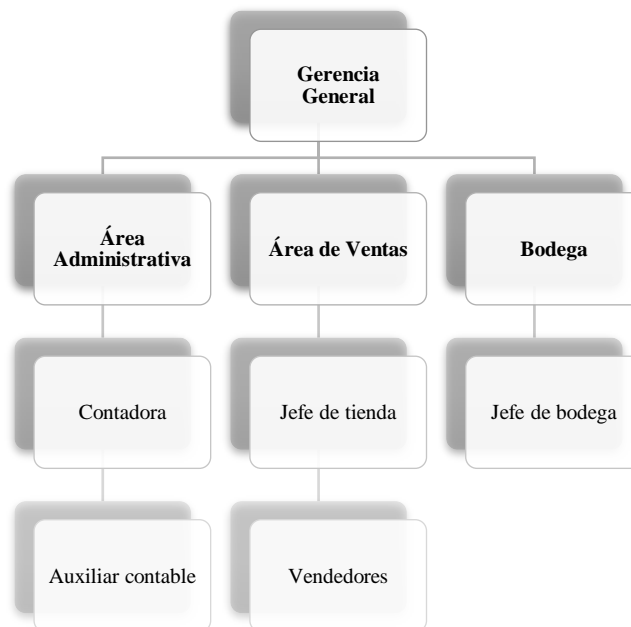 Gerencia
General
Área
Administrativa
Área de Ventas
Bodega
Contadora
Jefe de tienda
Jefe de bodega
Auxiliar contable
Vendedores